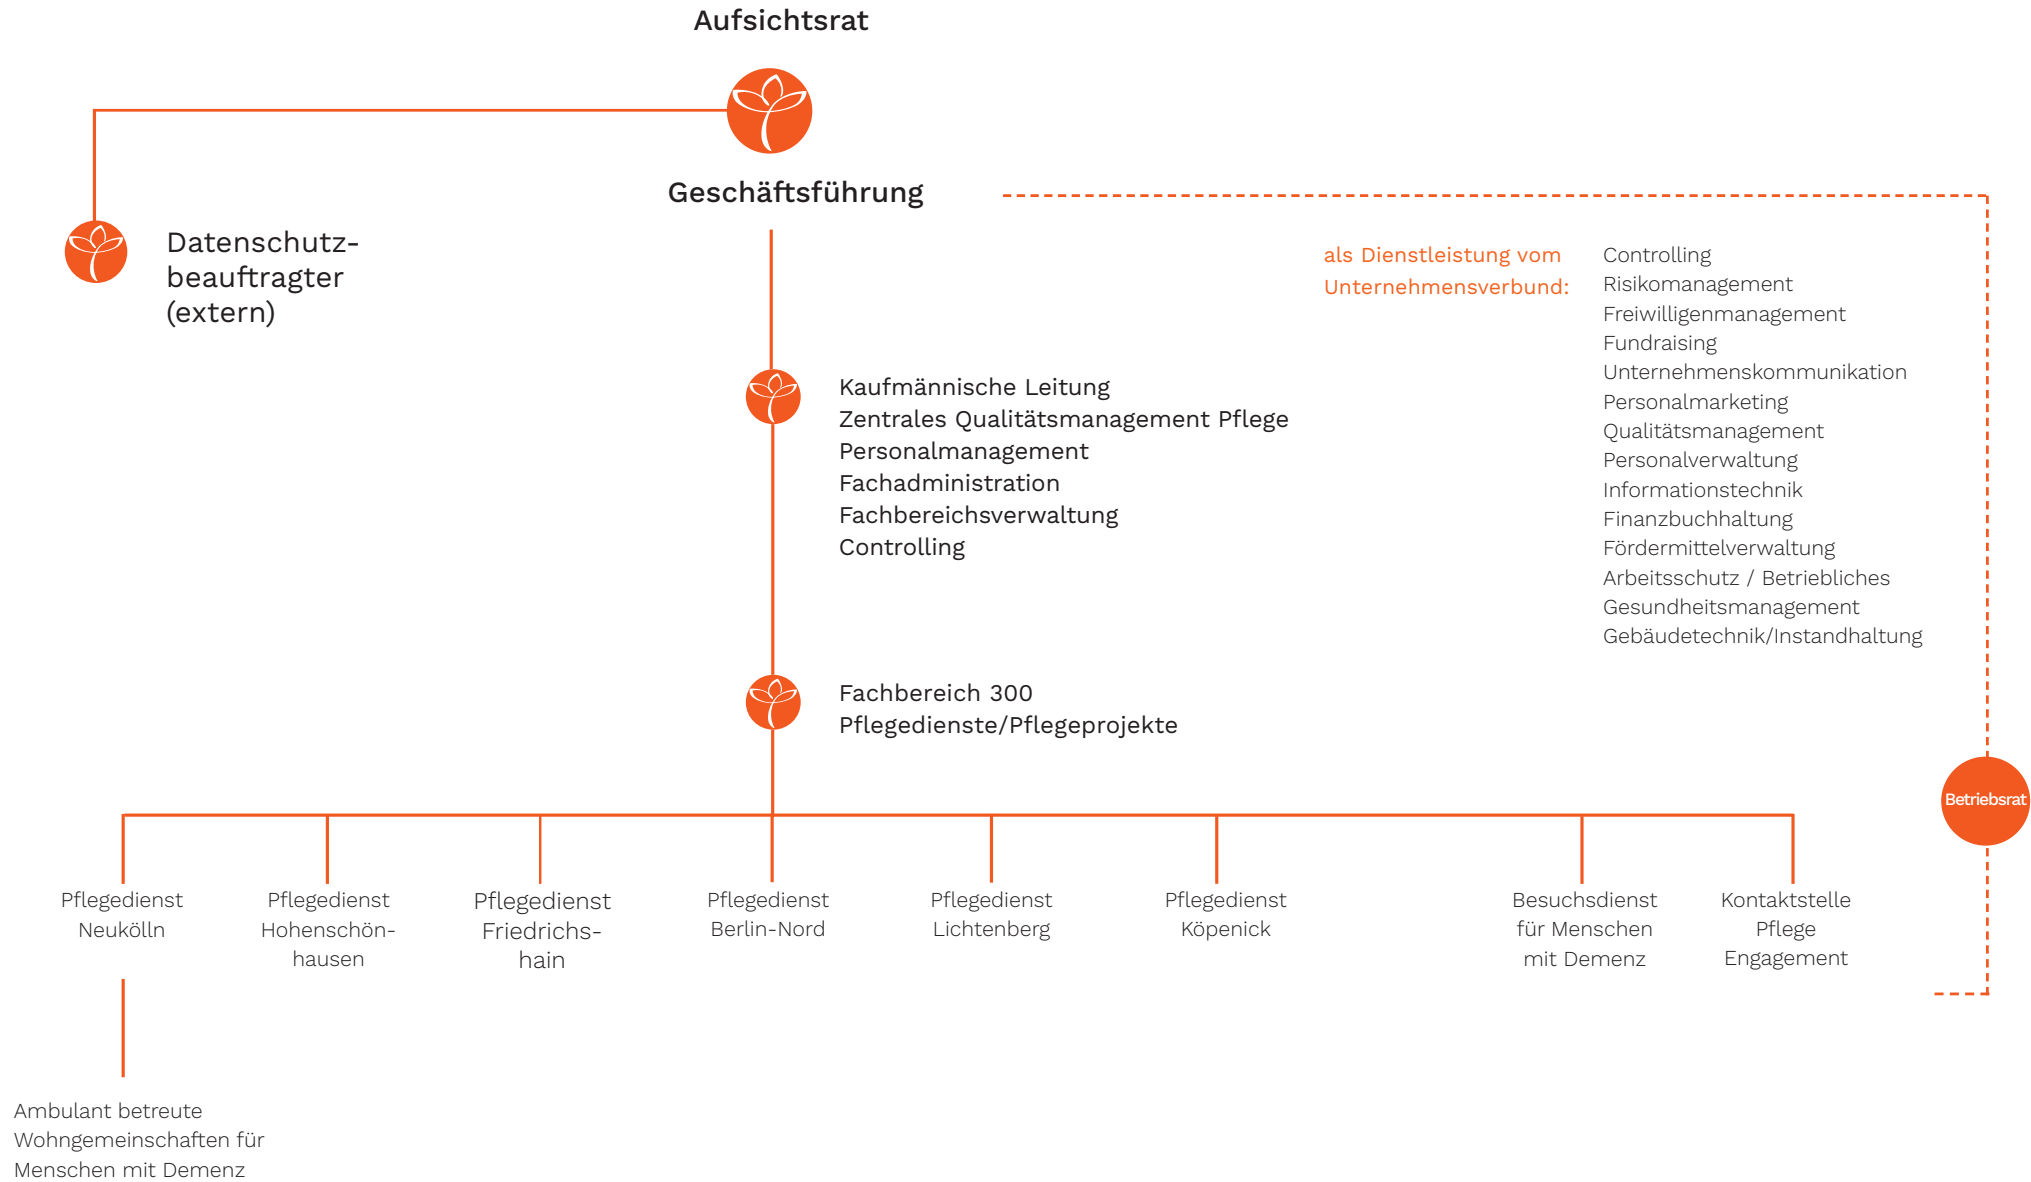 Aufsichtsrat
Geschäftsführung
Datenschutz-
beauftragter
(extern)
als Dienstleistung vom
Unternehmensverbund:
Controlling
Risikomanagement
Freiwilligenmanagement
Fundraising
Unternehmenskommunikation
Personalmarketing
Qualitätsmanagement
Personalverwaltung
Informationstechnik
Finanzbuchhaltung
Fördermittelverwaltung
Arbeitsschutz / Betriebliches
Gesundheitsmanagement
Gebäudetechnik/Instandhaltung
Kaufmännische Leitung
Zentrales Qualitätsmanagement Pflege
Personalmanagement
Fachadministration
Fachbereichsverwaltung
Controlling
Fachbereich 300
Pflegedienste/Pflegeprojekte
Betriebsrat
Pflegedienst
Neukölln
Pflegedienst
Hohenschön-
hausen
Pflegedienst
Friedrichs-
hain
Pflegedienst
Berlin-Nord
Pflegedienst
Lichtenberg
Pflegedienst
Köpenick
Besuchsdienst
für Menschen
mit Demenz
Kontaktstelle
Pflege
Engagement
Ambulant betreute
Wohngemeinschaften für
Menschen mit Demenz